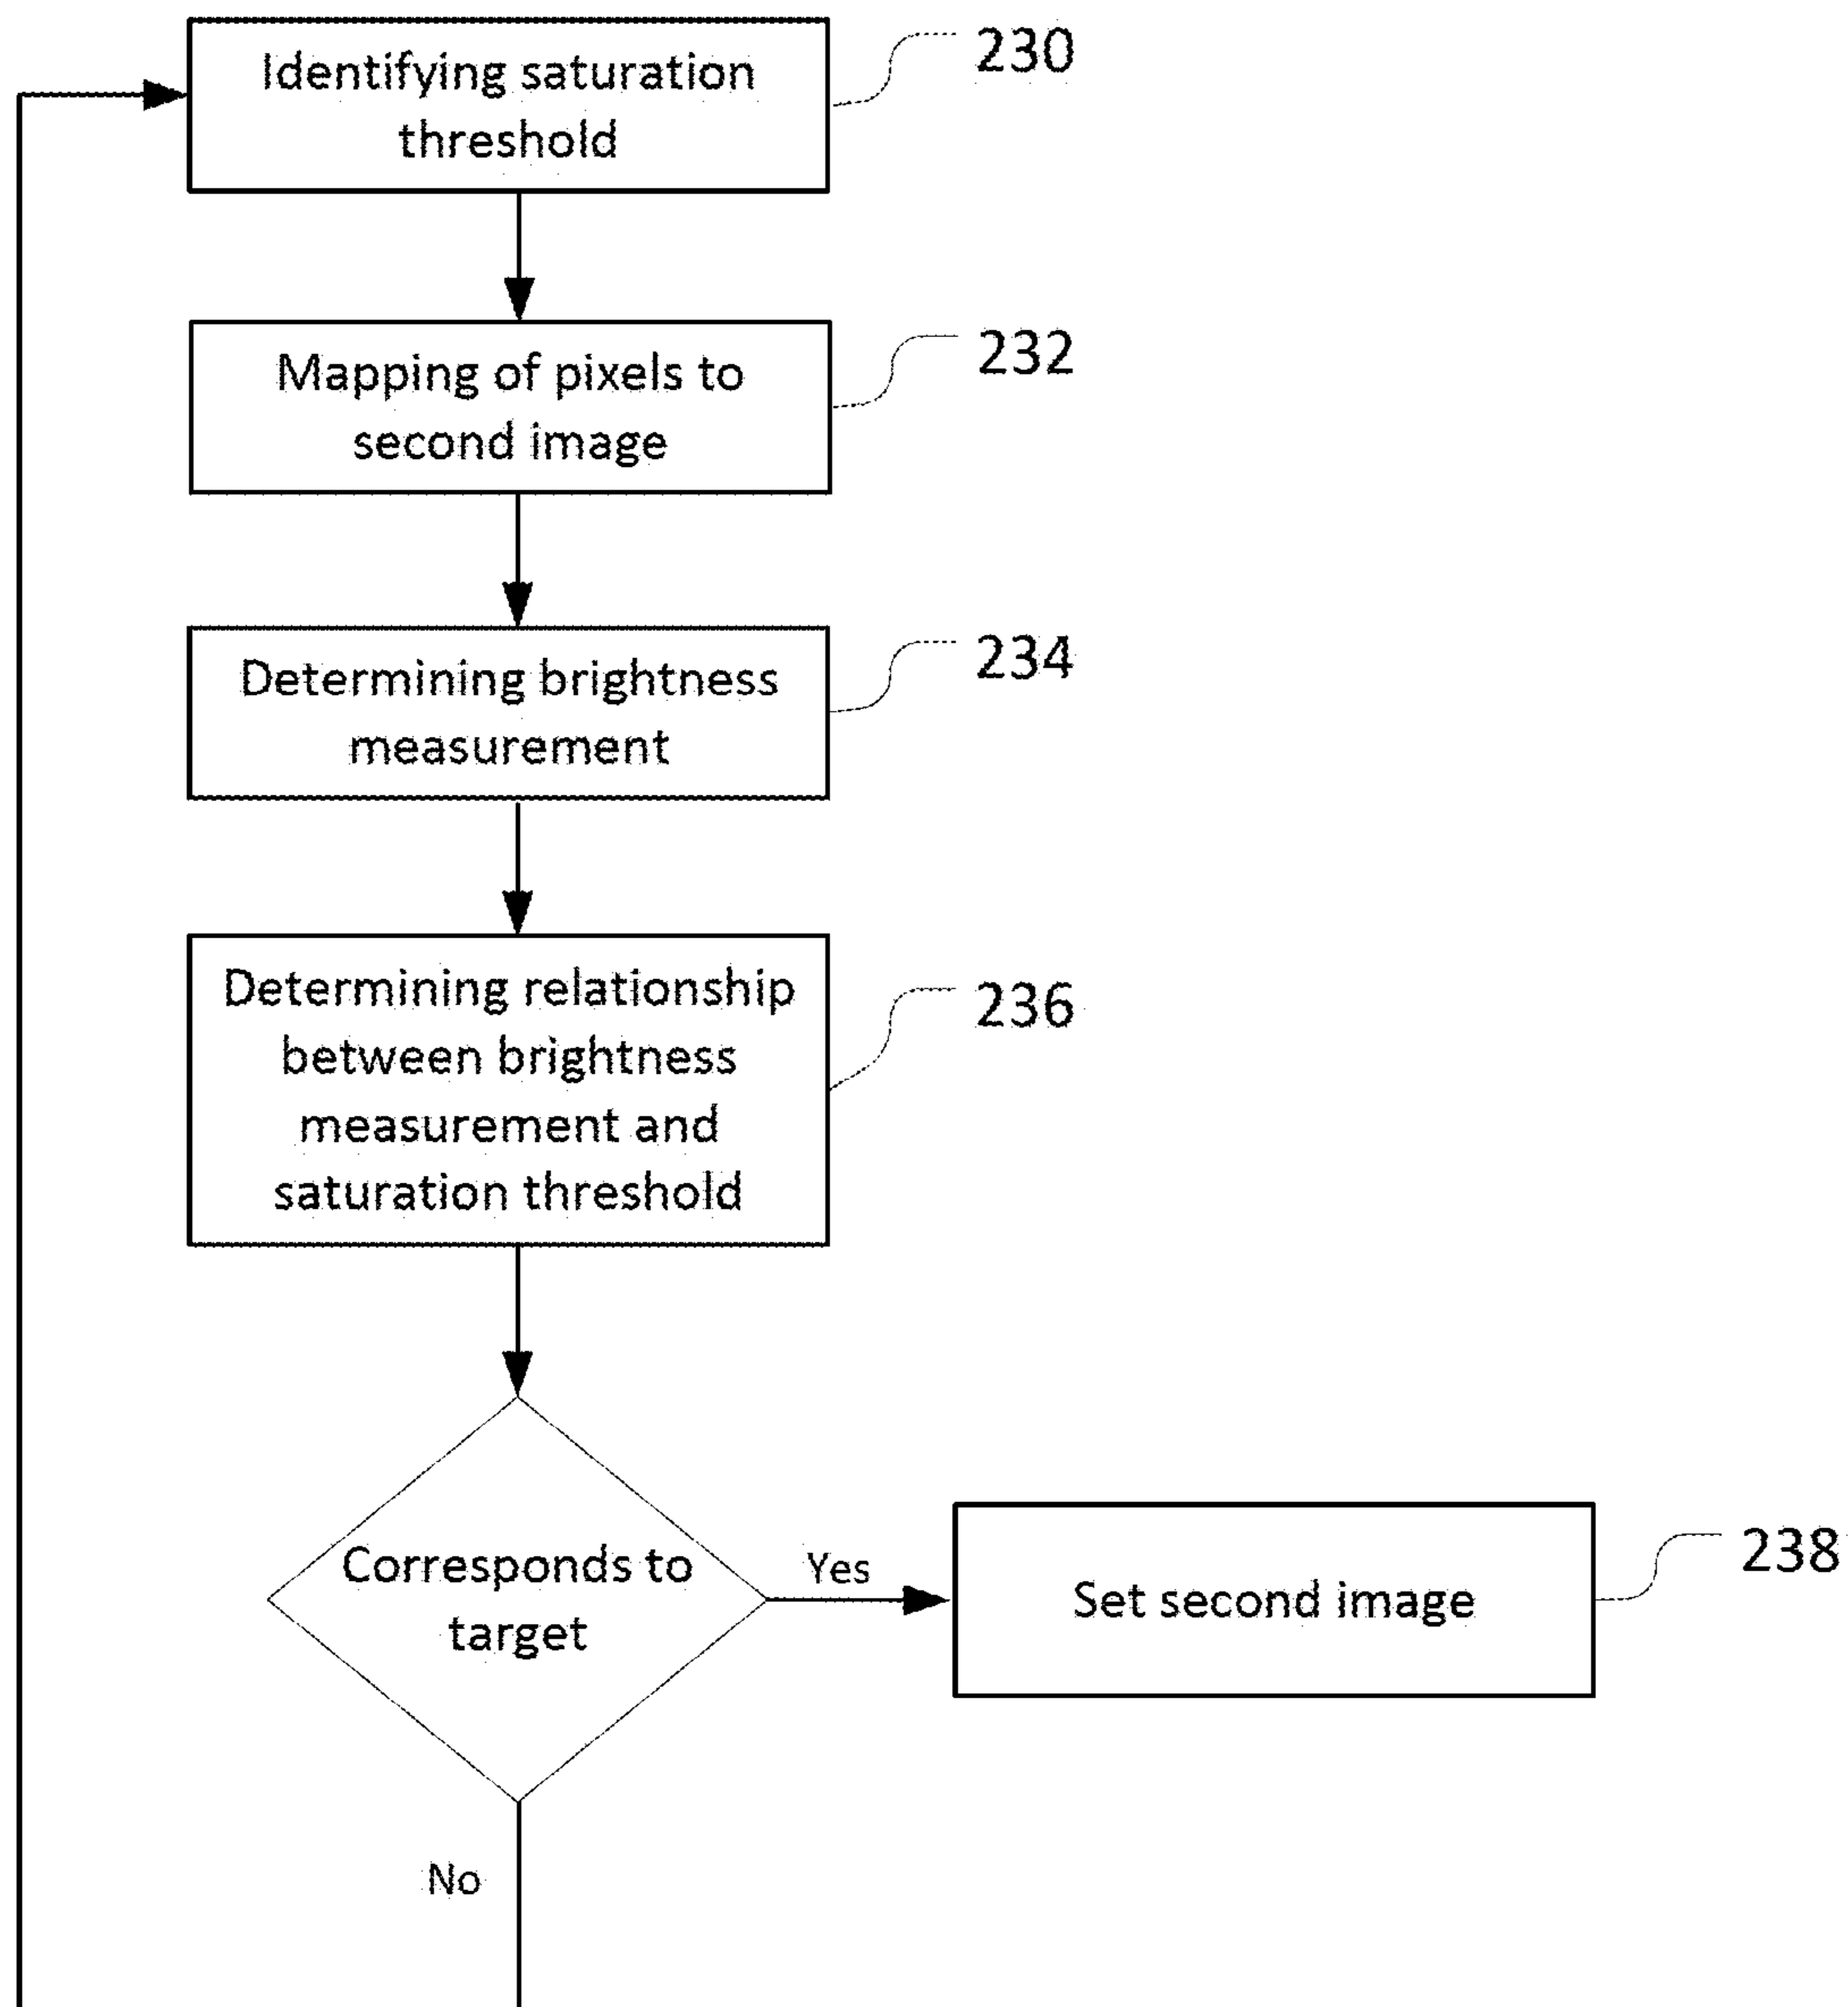 Identifying saturation
threshold
230
Mapping of pixels to
second image
232
Determining brightness
measurement
234
Determining relationship
between brightness
measurement and
saturation threshold
236
Corresponds to
target
Yes
Set second image
238
No